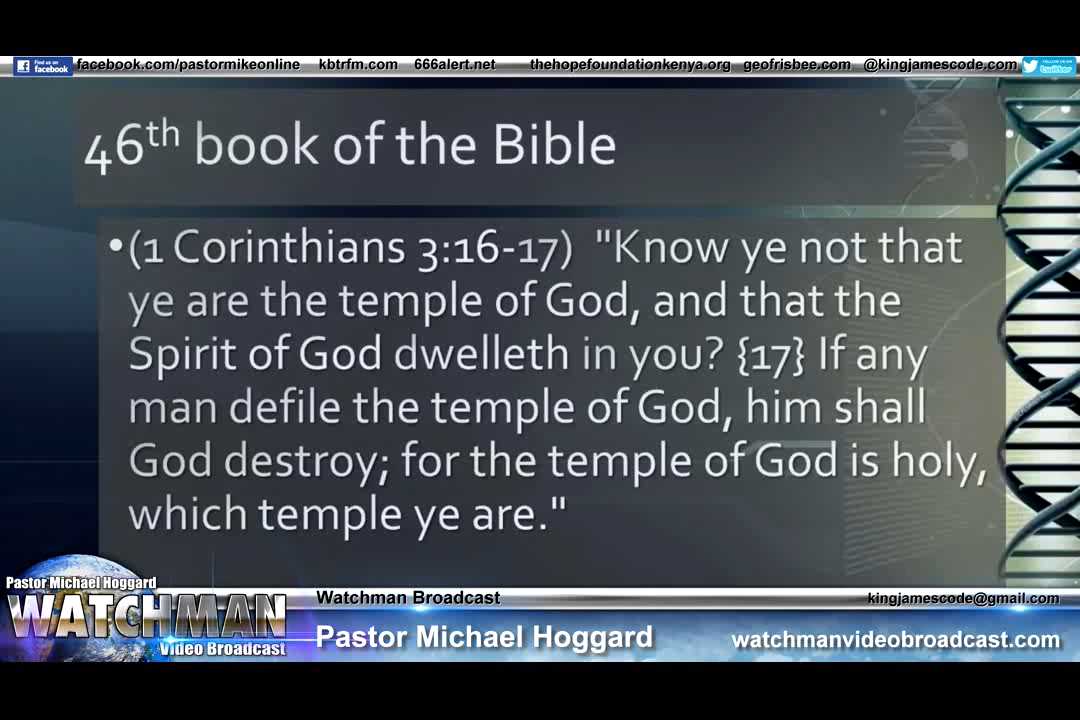 Find us on
facebook
facebook.com/pastormikeonline kbtrfm.com 666alert.net thehopefoundationkenya.org geofrisbee.com @kingjamescode.com
FOLLOW US ON
twitter
46th book of the Bible
•(1 Corinthians 3:16-17) "Know ye not that
ye are the temple of God, and that the
Spirit of God dwelleth in you? {17} If any
man defile the temple of God, him shall
God destroy; for the temple of God is holy,
which temple ye are."
Pastor Michael Hoggard
WATCHMAN
Video Broadcast
Watchman Broadcast
kingjamescode@gmail.com
Pastor Michael Hoggard
watchmanvideobroadcast.com